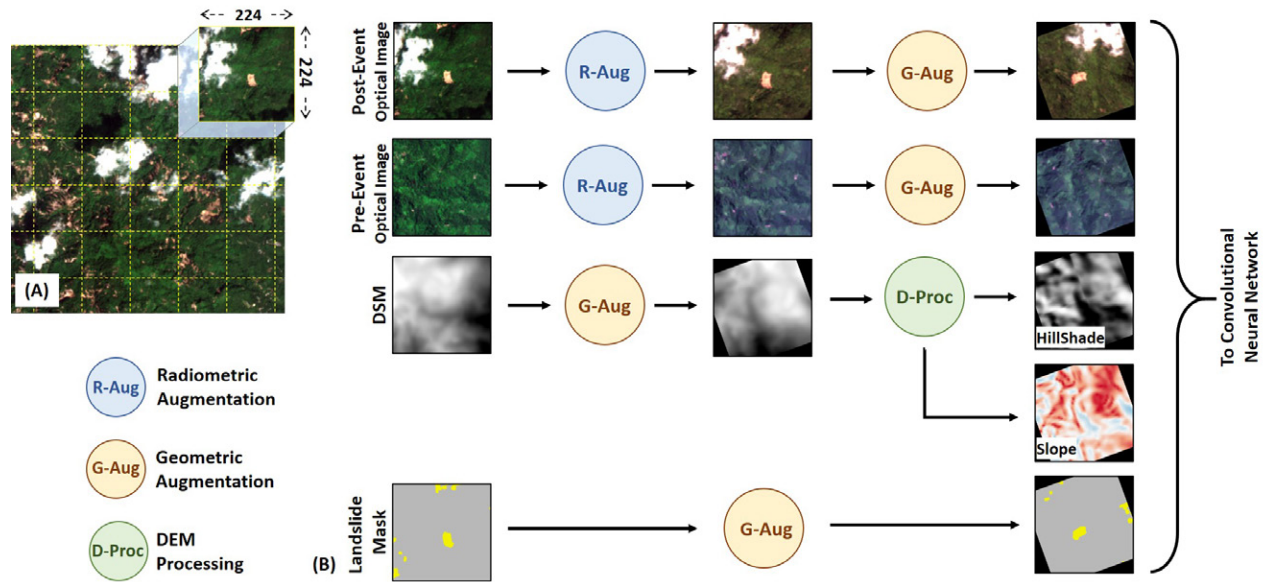 224
224
(A)
Post-Event
Optical Image
R-Aug
G-Aug
Pre-Event
Optical Image
R-Aug
G-Aug
DSM
G-Aug
D-Proc
HillShade
Slope
To Convolutional
Neural Network
R-Aug
Radiometric
Augmentation
G-Aug
Geometric
Augmentation
D-Proc
DEM
Processing
(B)
Landslide
Mask
G-Aug